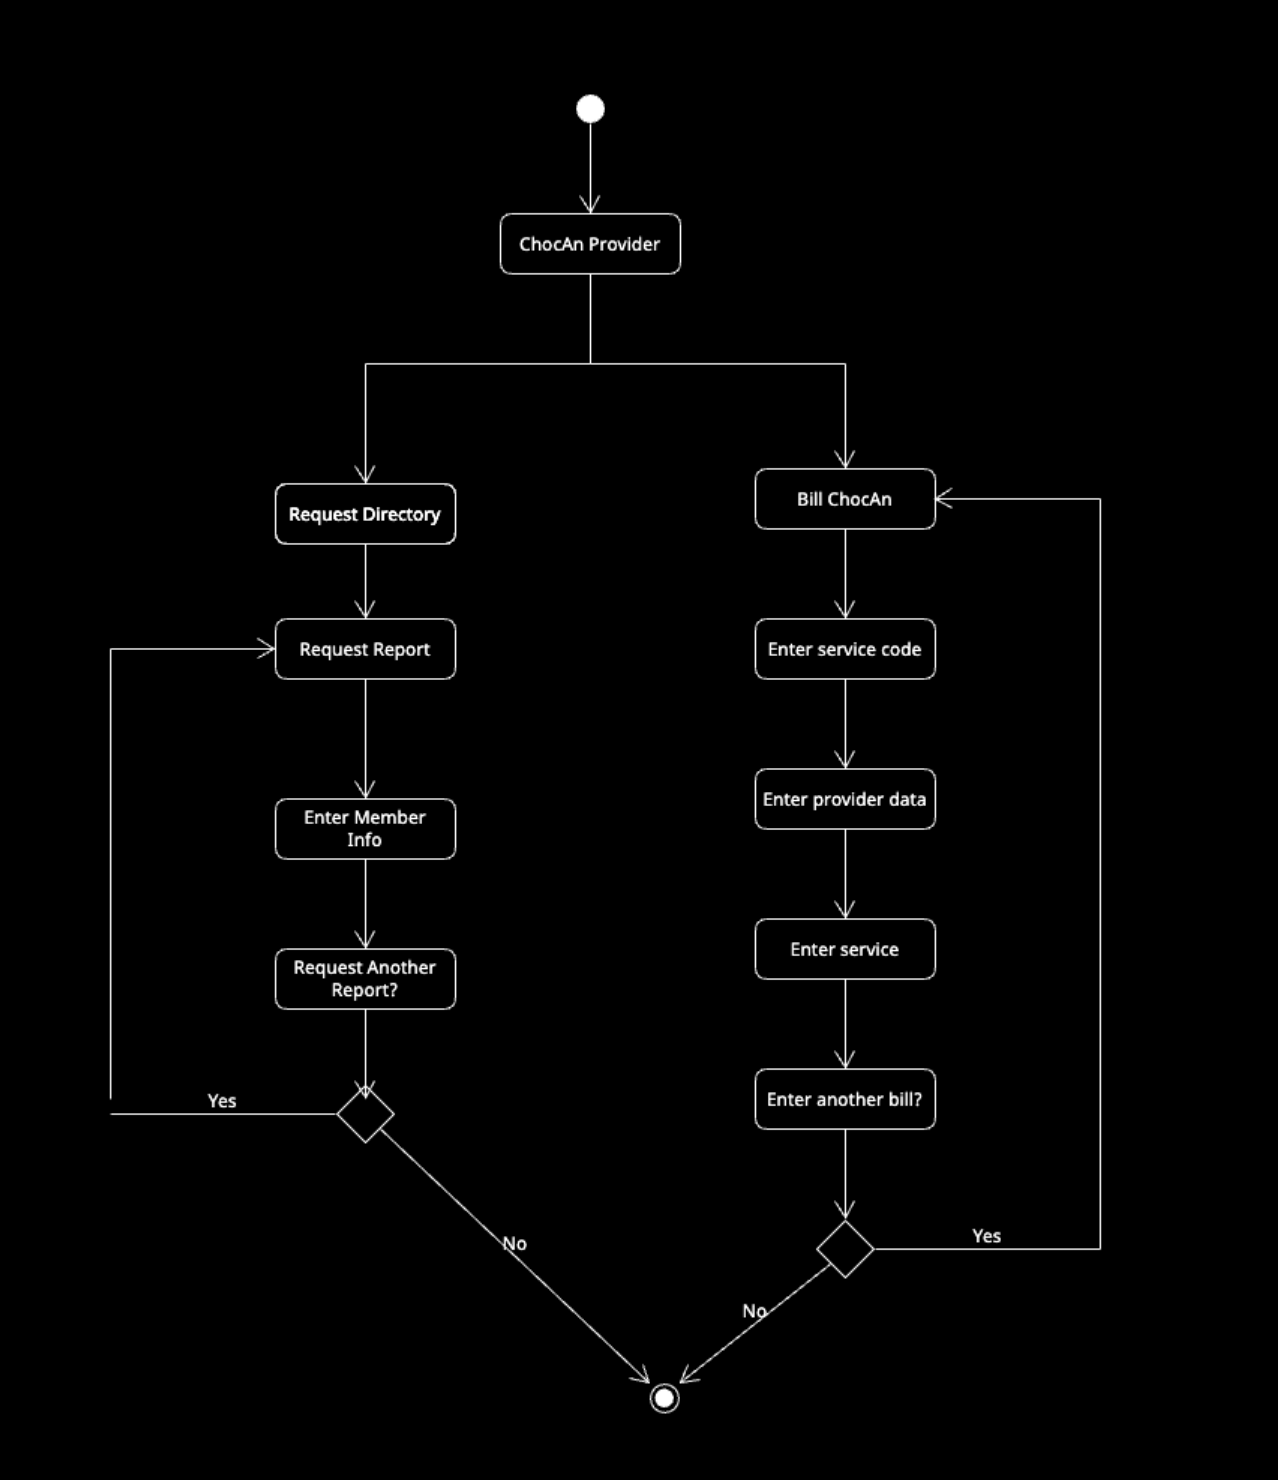 ChocAn Provider
Request Directory
Bill ChocAn
Request Report
Enter service code
Enter provider data
Enter Member
Info
Enter service
Request Another
Report?
Yes
Enter another bill?
No
Yes
No